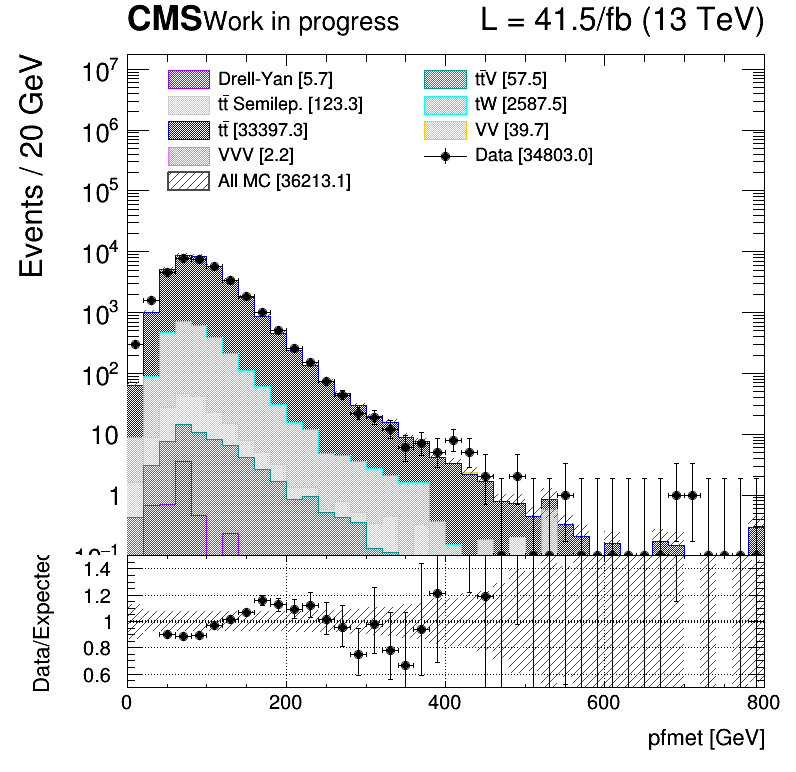 CMS Work in progress L = 41.5/fb (13 TeV)
Events / 20 GeV
Drell-Yan [5.7]
tt̄ Semilep. [123.3]
tt̄ [33397.3]
VVV [2.2]
All MC [36213.1]
tt̄V [57.5]
tW [2587.5]
VV [39.7]
Data [34803.0]
10⁷
10⁶
10⁵
10⁴
10³
10²
10
1
10⁻¹
Data/Expected
1.4
1.2
1
0.8
0.6
0 200 400 600 800
pfmet [GeV]